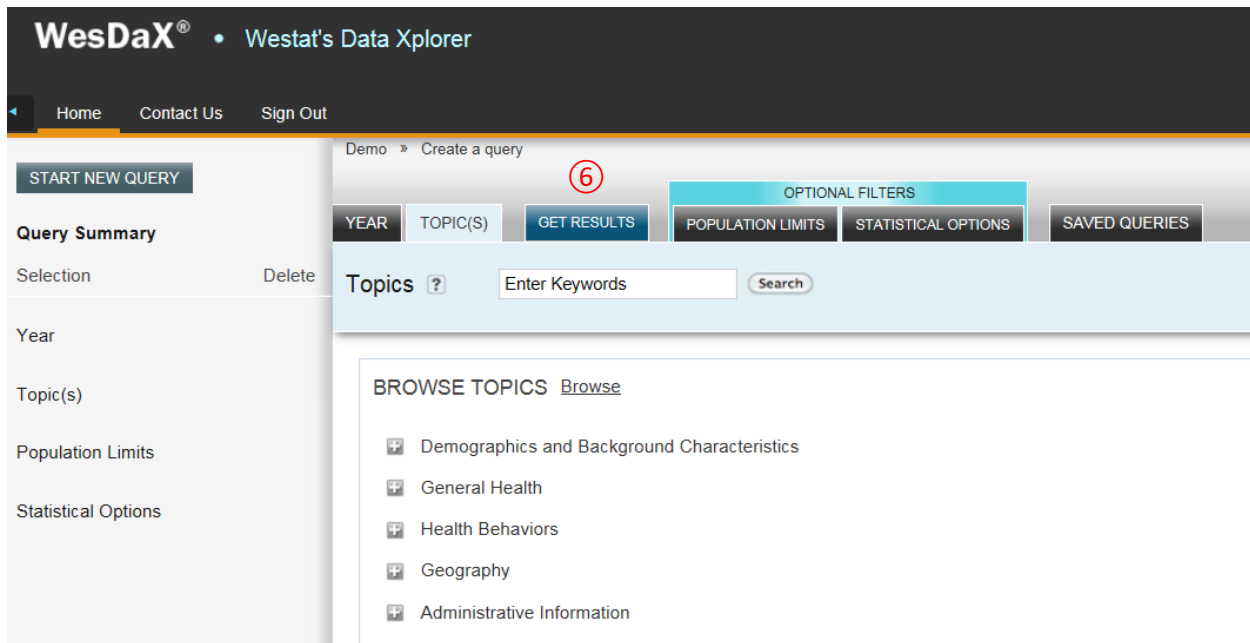 WesDaX® • Westat's Data Xplorer
Home Contact Us Sign Out
START NEW QUERY
Query Summary
Selection Delete
Year
Topic(s)
Population Limits
Statistical Options
Demo » Create a query
⑥
OPTIONAL FILTERS
YEAR TOPIC(S) GET RESULTS POPULATION LIMITS STATISTICAL OPTIONS SAVED QUERIES
Topics ? Enter Keywords Search
BROWSE TOPICS Browse
Demographics and Background Characteristics
General Health
Health Behaviors
Geography
Administrative Information